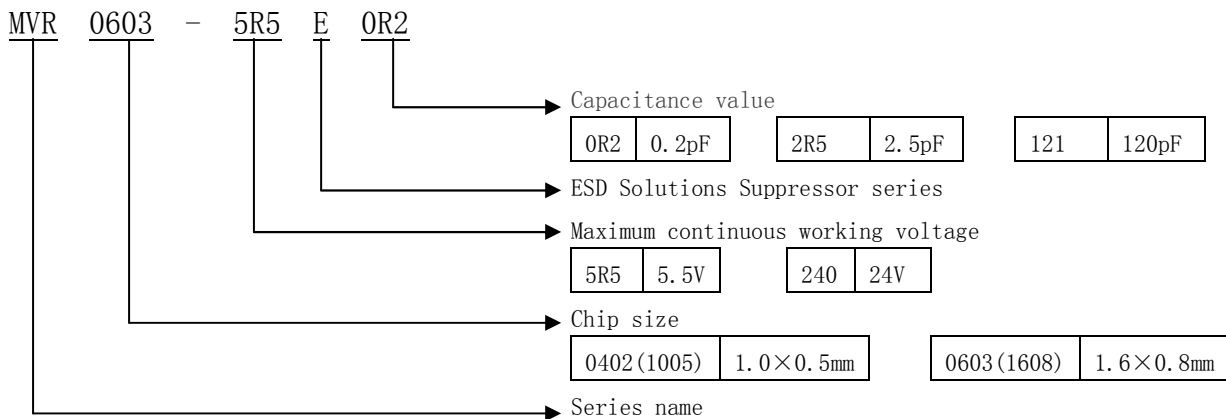 MVR 0603 - 5R5 E 0R2
Capacitance value
0R2 0.2pF 2R5 2.5pF 121 120pF
ESD Solutions Suppressor series
Maximum continuous working voltage
5R5 5.5V 240 24V
Chip size
0402(1005) 1.0×0.5mm 0603(1608) 1.6×0.8mm
Series name